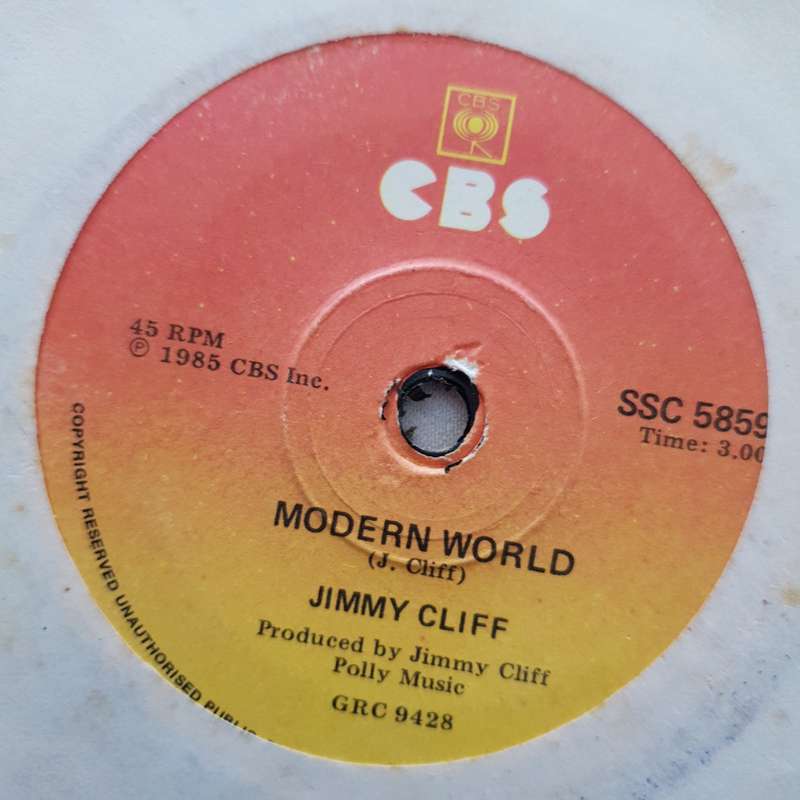 CBS
CBS
45 RPM
℗ 1985 CBS Inc.
SSC 5859
Time: 3.00
MODERN WORLD
(J. Cliff)
JIMMY CLIFF
Produced by Jimmy Cliff
Polly Music
GRC 9428
COPYRIGHT RESERVED UNAUTHORISED